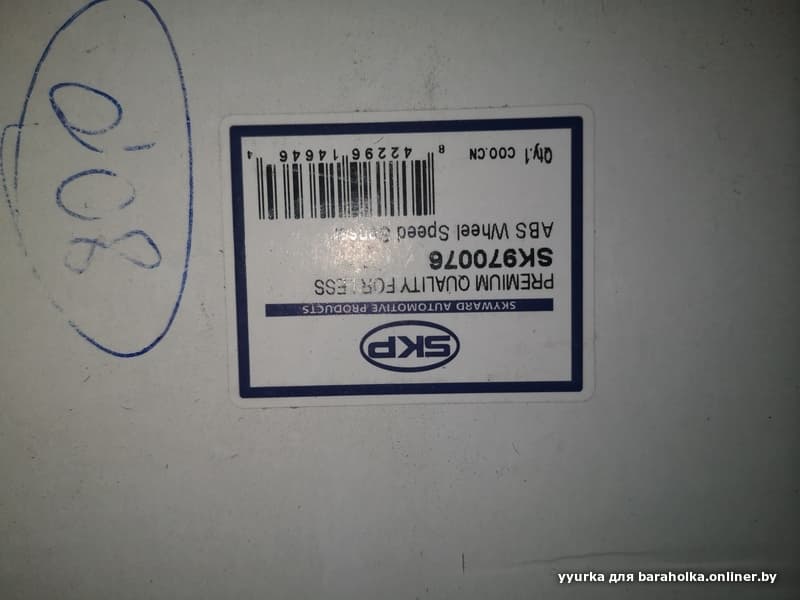 SKP
SKYWARD AUTOMOTIVE PRODUCTS
PREMIUM QUALITY FOR LESS
SK970076
ABS Wheel Speed Sensor
Qty.1 COO.CN 8 42296 14646 4
yyurka для baraholka.onliner.by